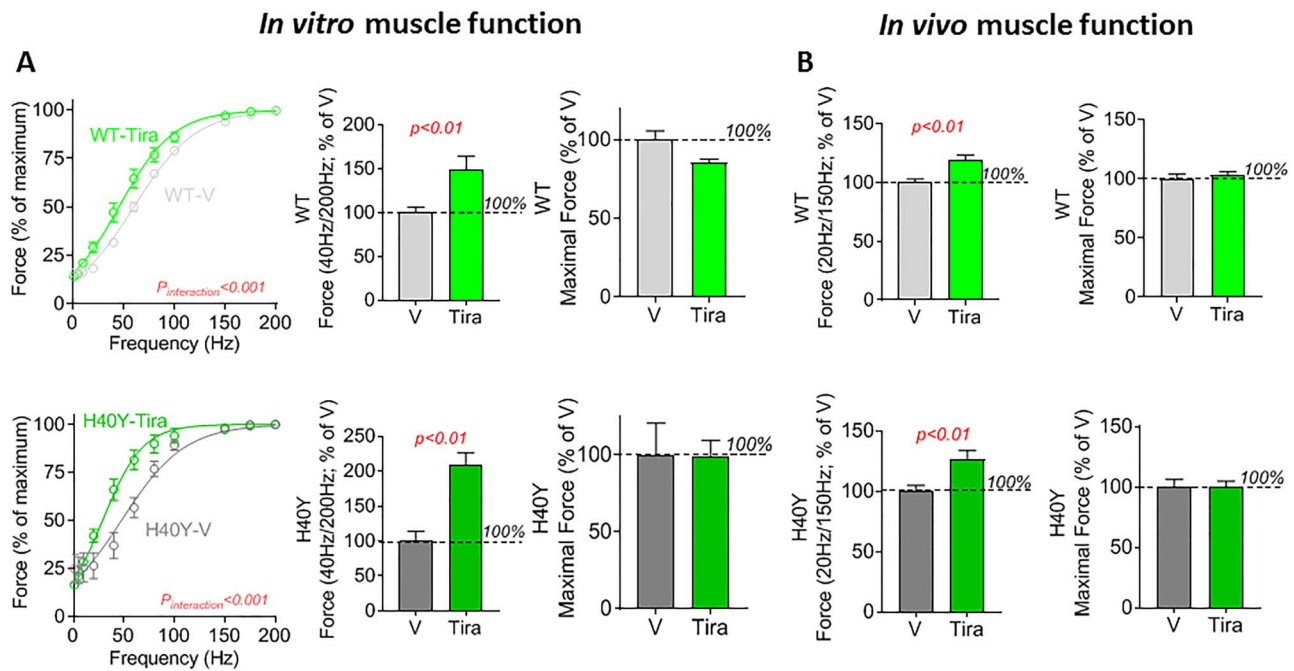 In vitro muscle function
In vivo muscle function
A
B
Force (% of maximum)
100
75
50
25
0
WT-Tira
WT-V
P interaction<0.001
0 50 100 150 200
Frequency (Hz)
WT
Force (40Hz/200Hz; % of V)
200
150
100
50
0
p<0.01
100%
V Tira
WT
Maximal Force (% of V)
100
50
0
100%
V Tira
WT
Force (20Hz/150Hz; % of V)
150
100
50
0
p<0.01
100%
V Tira
WT
Maximal Force (% of V)
150
100
50
0
100%
V Tira
Force (% of maximum)
100
75
50
25
0
H40Y-Tira
H40Y-V
P interaction<0.001
0 50 100 150 200
Frequency (Hz)
H40Y
Force (40Hz/200Hz; % of V)
250
200
150
100
50
0
p<0.01
100%
V Tira
H40Y
Maximal Force (% of V)
100
50
0
100%
V Tira
H40Y
Force (20Hz/150Hz; % of V)
150
100
50
0
p<0.01
100%
V Tira
H40Y
Maximal Force (% of V)
150
100
50
0
100%
V Tira